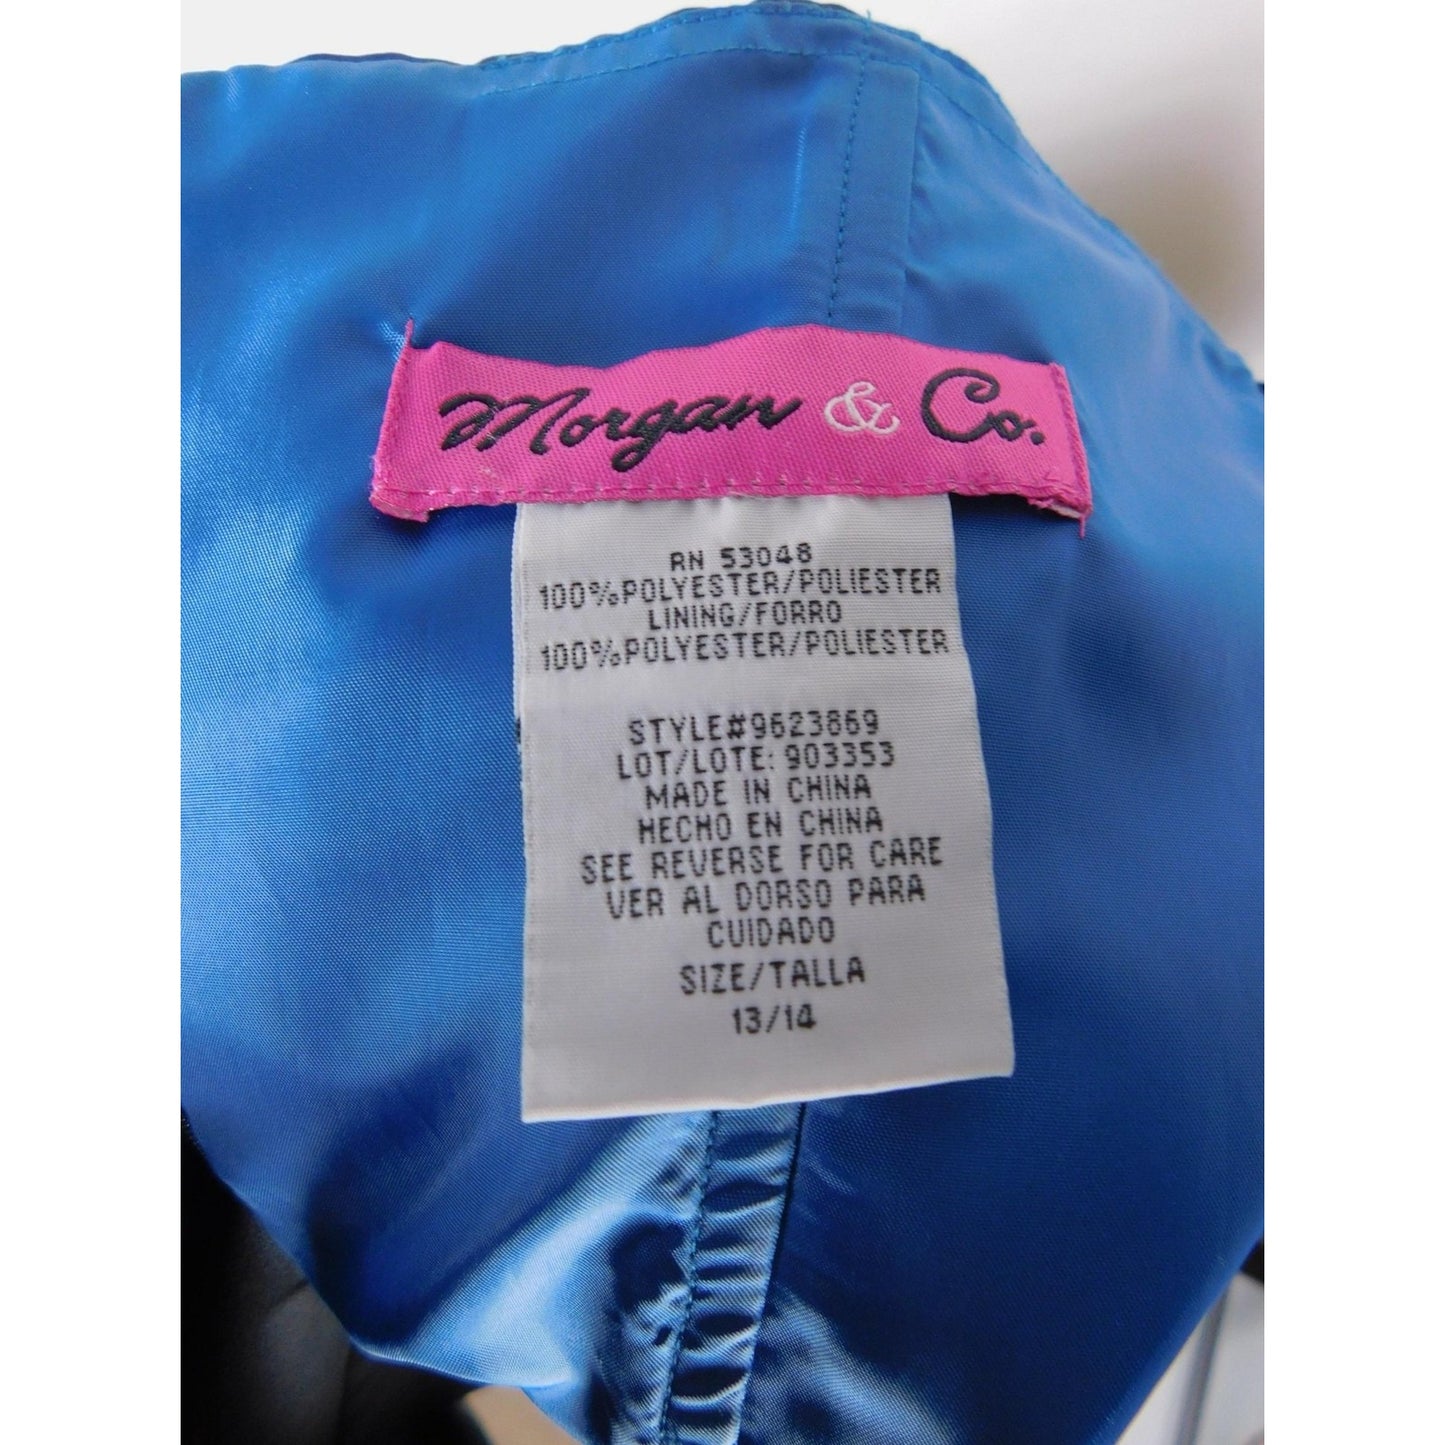 Morgan & Co.
RN 53048
100%POLYESTER/POLIESTER
LINING/FORRO
100%POLYESTER/POLIESTER
STYLE#9623869
LOT/LOTE: 903353
MADE IN CHINA
HECHO EN CHINA
SEE REVERSE FOR CARE
VER AL DORSO PARA
CUIDADO
SIZE/TALLA
13/14